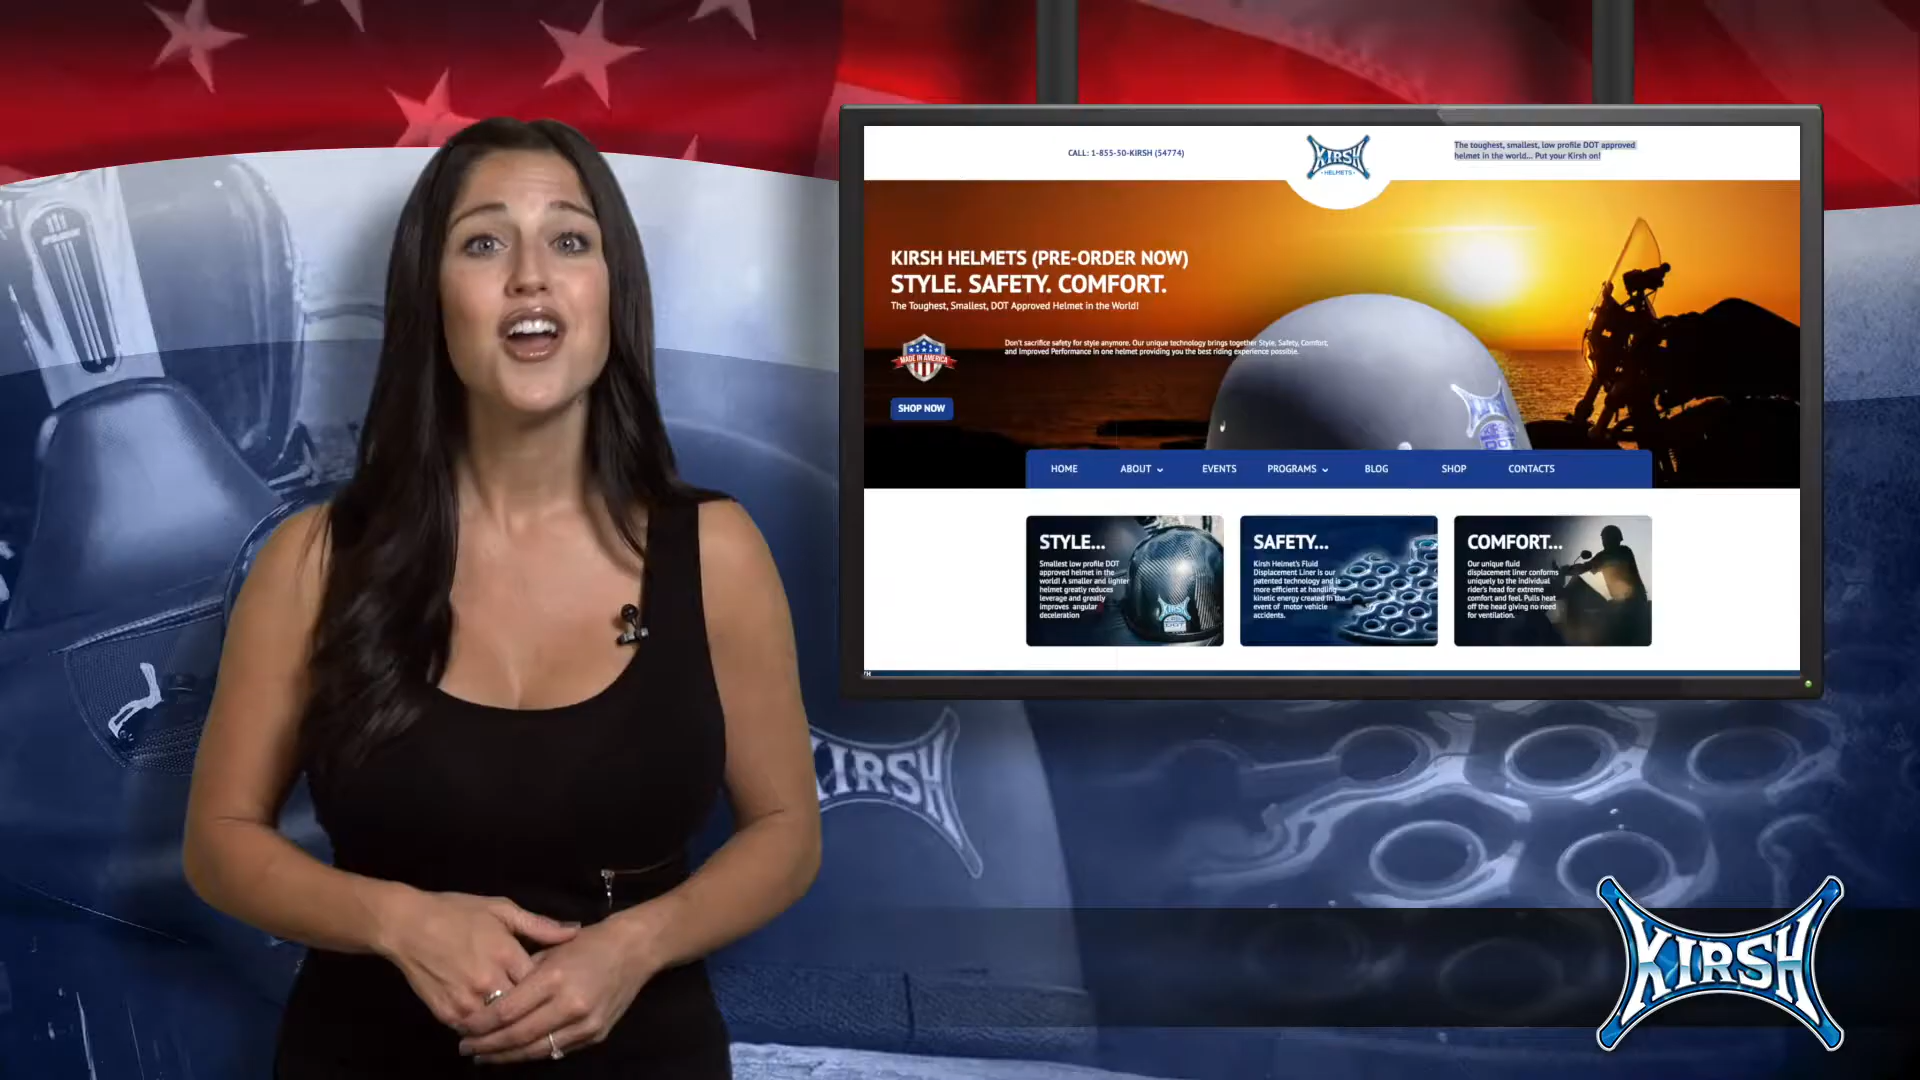 CALL: 1-855-50-KIRSH (54774)
KIRSH
HELMETS
The toughest, smallest, low profile DOT approved
helmet in the world... Put your Kirsh on!
KIRSH HELMETS (PRE-ORDER NOW)
STYLE. SAFETY. COMFORT.
The Toughest, Smallest, DOT Approved Helmet in the World!
MADE IN AMERICA
Don't sacrifice safety for style anymore. Our unique technology brings together Style, Safety, Comfort,
and Improved Performance in one helmet providing you the best riding experience possible.
SHOP NOW
DOT
HOME ABOUT EVENTS PROGRAMS BLOG SHOP CONTACTS
STYLE...
Smallest low profile DOT
approved helmet in the
world! A smaller and lighter
helmet greatly reduces
leverage and greatly
improves angular
deceleration
KIRSH
DOT
SAFETY...
Kirsh Helmet's Fluid
Displacement Liner is our
patented technology and is
more efficient at handling
kinetic energy created in the
event of motor vehicle
accidents.
COMFORT...
Our unique fluid
displacement liner conforms
uniquely to the individual
rider's head for extreme
comfort and feel. Pulls heat
off the head giving no need
for ventilation.
KIRSH
KIRSH